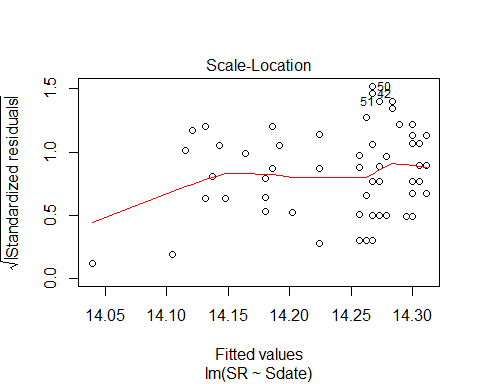 Scale-Location
√|Standardized residuals|
1.5
1.0
0.5
0.0
50
42
51
14.05 14.10 14.15 14.20 14.25 14.30
Fitted values
lm(SR ~ Sdate)